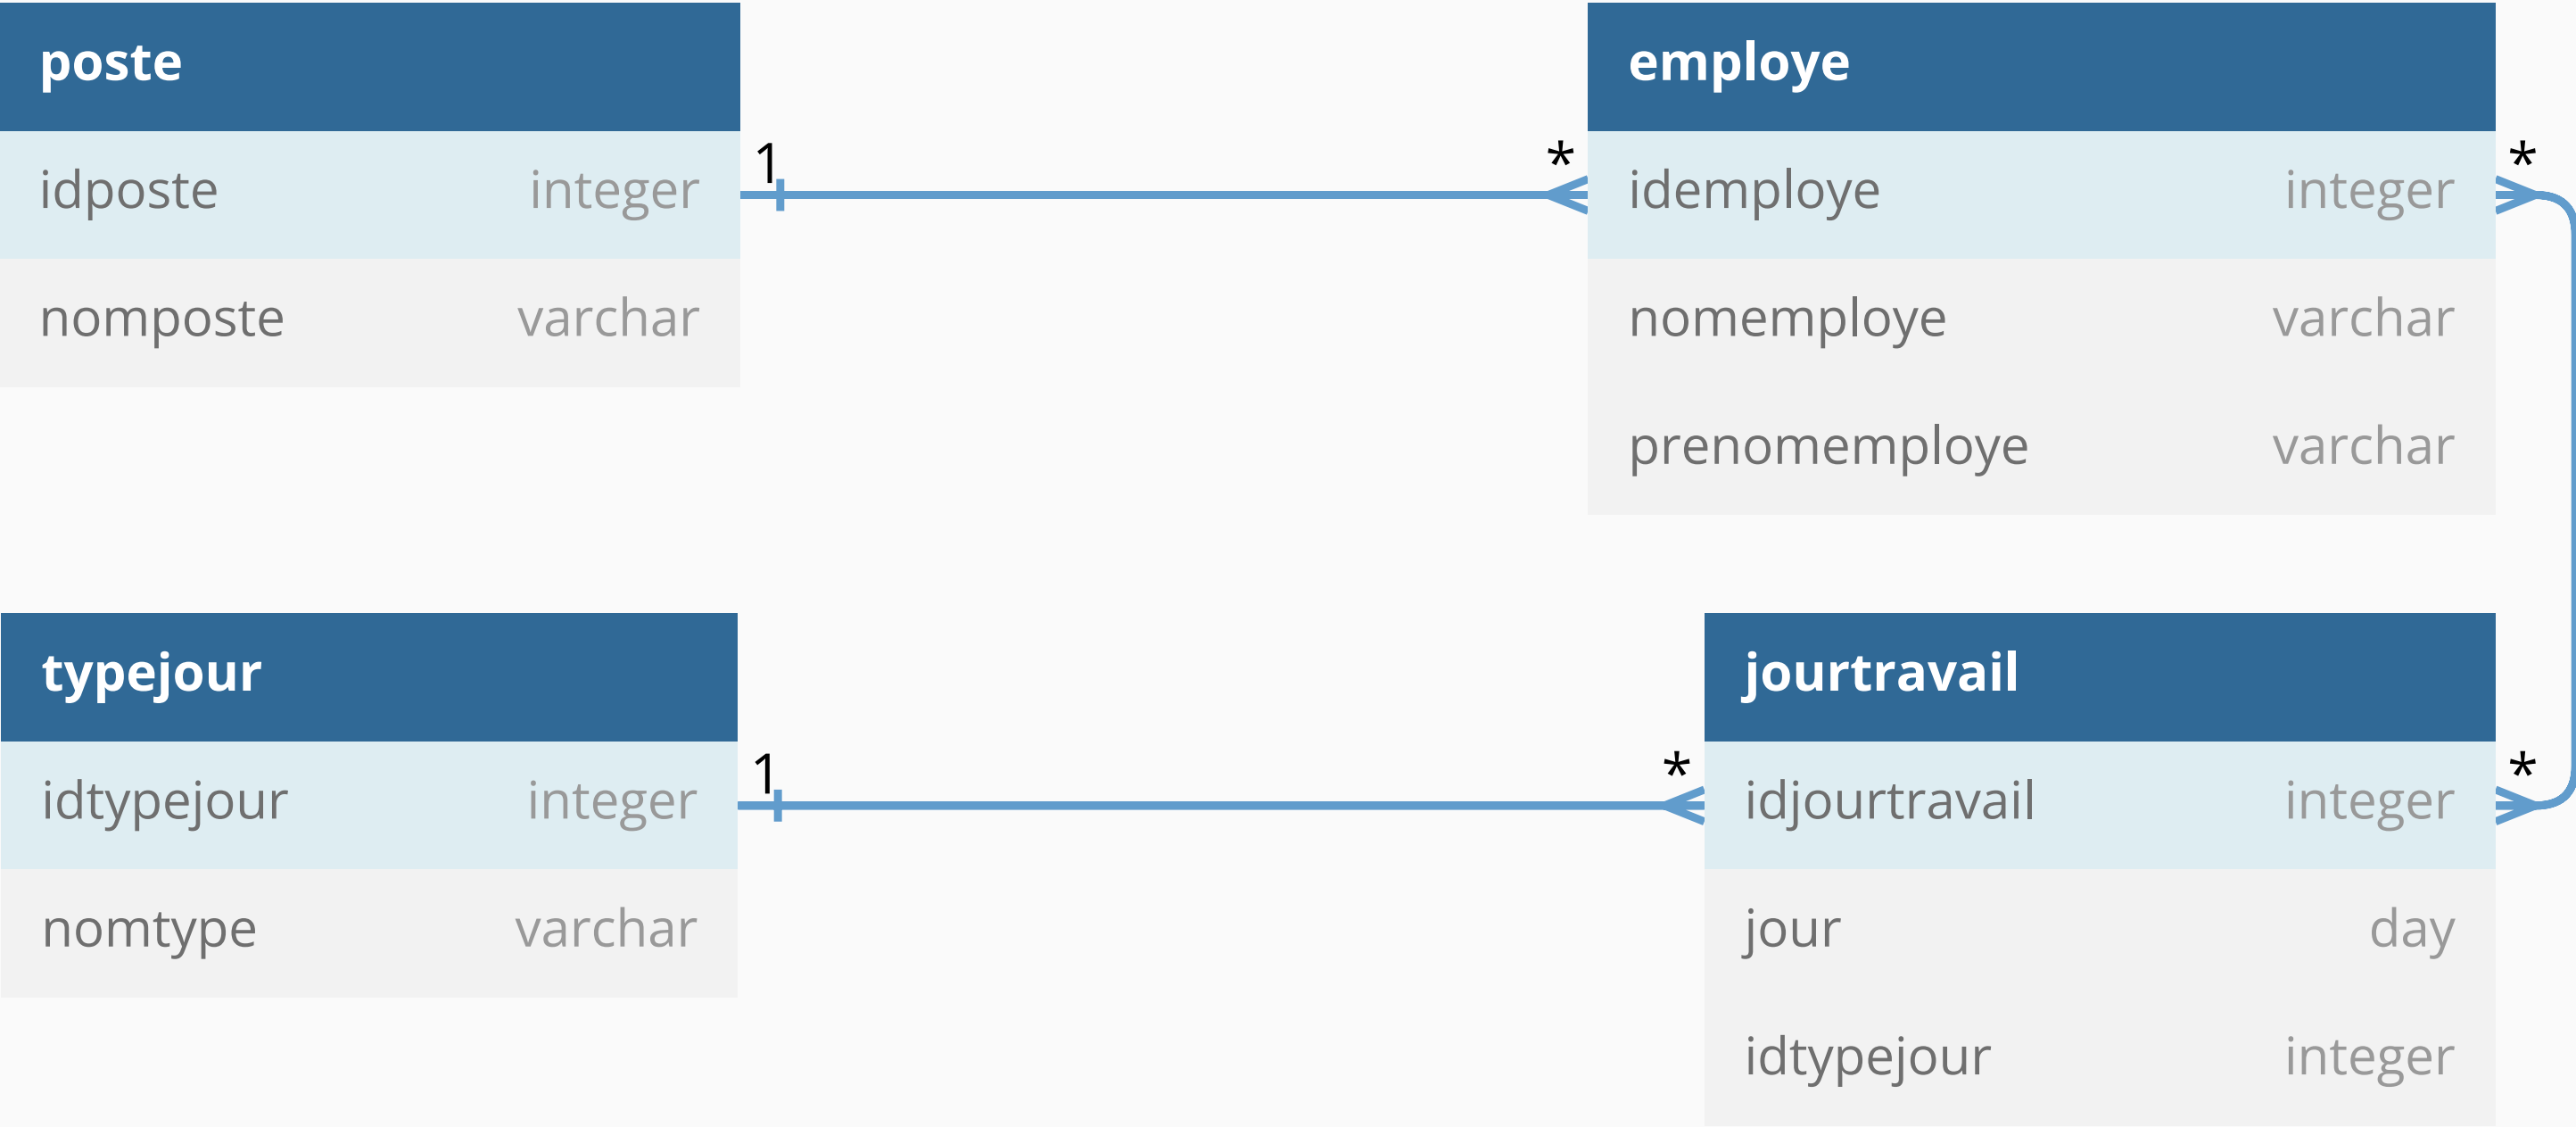 poste
idposte integer
nomposte varchar
1
*
employe
idemploye integer
nomemploye varchar
prenomemploye varchar
*
typejour
idtypejour integer
nomtype varchar
1
*
jourtravail
idjourtravail integer
jour day
idtypejour integer
*